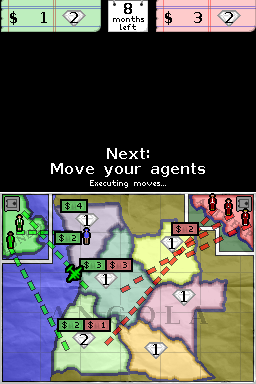 $ 1 2
8
months
left
$ 3 2
Next:
Move your agents
Executing moves...
$ 4
1
$ 2
$ 2
1
$ 3 $ 3
1
1
ANGOLA
$ 2 $ 1
2
1